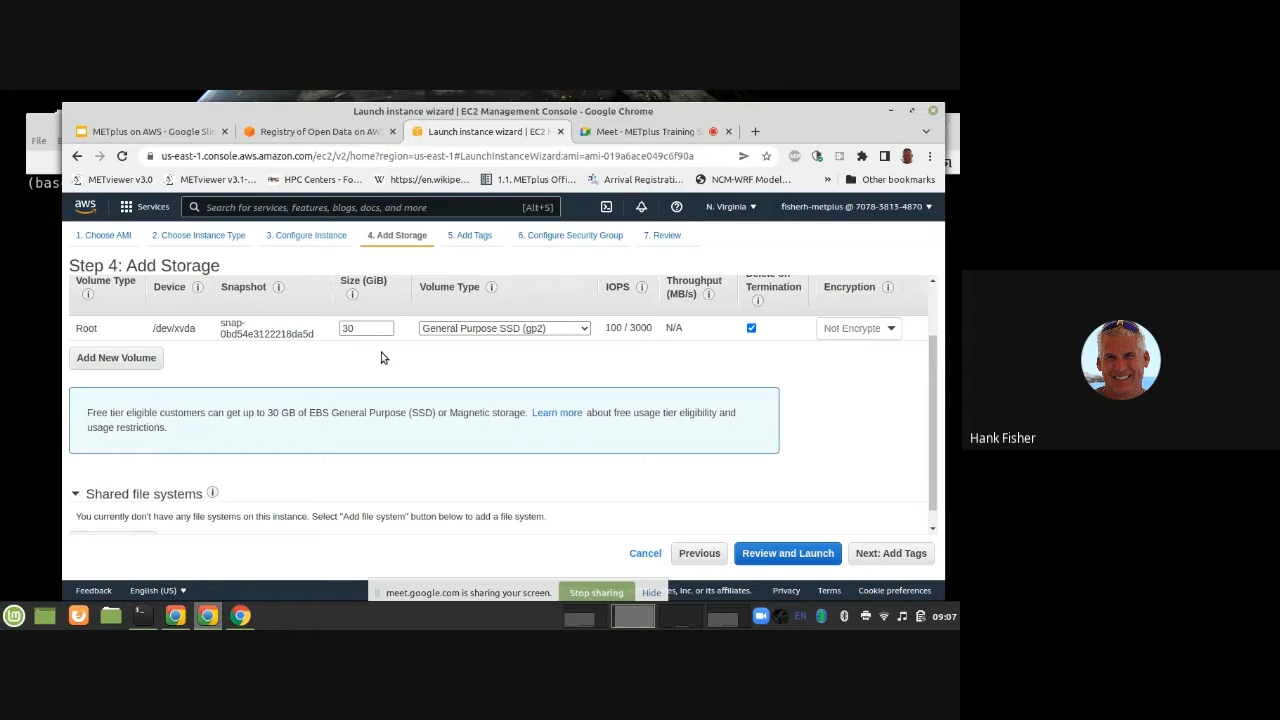 Launch instance wizard | EC2 Management Console - Google Chrome
File
METplus on AWS - Google Slic
Registry of Open Data on AW
Launch instance wizard | EC2
Meet - METplus Training S
us-east-1.console.aws.amazon.com/ec2/v2/home?region=us-east-1#LaunchInstanceWizard:ami=ami-019a6ace049c6f90a
METviewer v3.0
METviewer v3.1-...
HPC Centers - Fo...
https://en.wikipe...
1.1. METplus Offi...
Arrival Registrati...
NCM-WRF Model...
»
Other bookmarks
(bas
aws
Services
Search for services, features, blogs, docs, and more
[Alt+S]
N. Virginia
fisherh-metplus @ 7078-3813-4870
1. Choose AMI
2. Choose Instance Type
3. Configure Instance
4. Add Storage
5. Add Tags
6. Configure Security Group
7. Review
Step 4: Add Storage
Volume Type
Device
Snapshot
Size (GiB)
Volume Type
IOPS
Throughput
(MB/s)
Delete on
Termination
Encryption
Root
/dev/xvda
snap-
0bd54e3122218da5d
30
General Purpose SSD (gp2)
100 / 3000
N/A
Not Encrypte
Add New Volume
Free tier eligible customers can get up to 30 GB of EBS General Purpose (SSD) or Magnetic storage. Learn more about free usage tier eligibility and
usage restrictions.
Hank Fisher
Shared file systems
You currently don't have any file systems on this instance. Select "Add file system" button below to add a file system.
Cancel
Previous
Review and Launch
Next: Add Tags
Feedback
English (US)
meet.google.com is sharing your screen.
Stop sharing
Hide
es, Inc. or its affiliates.
Privacy
Terms
Cookie preferences
EN
09:07